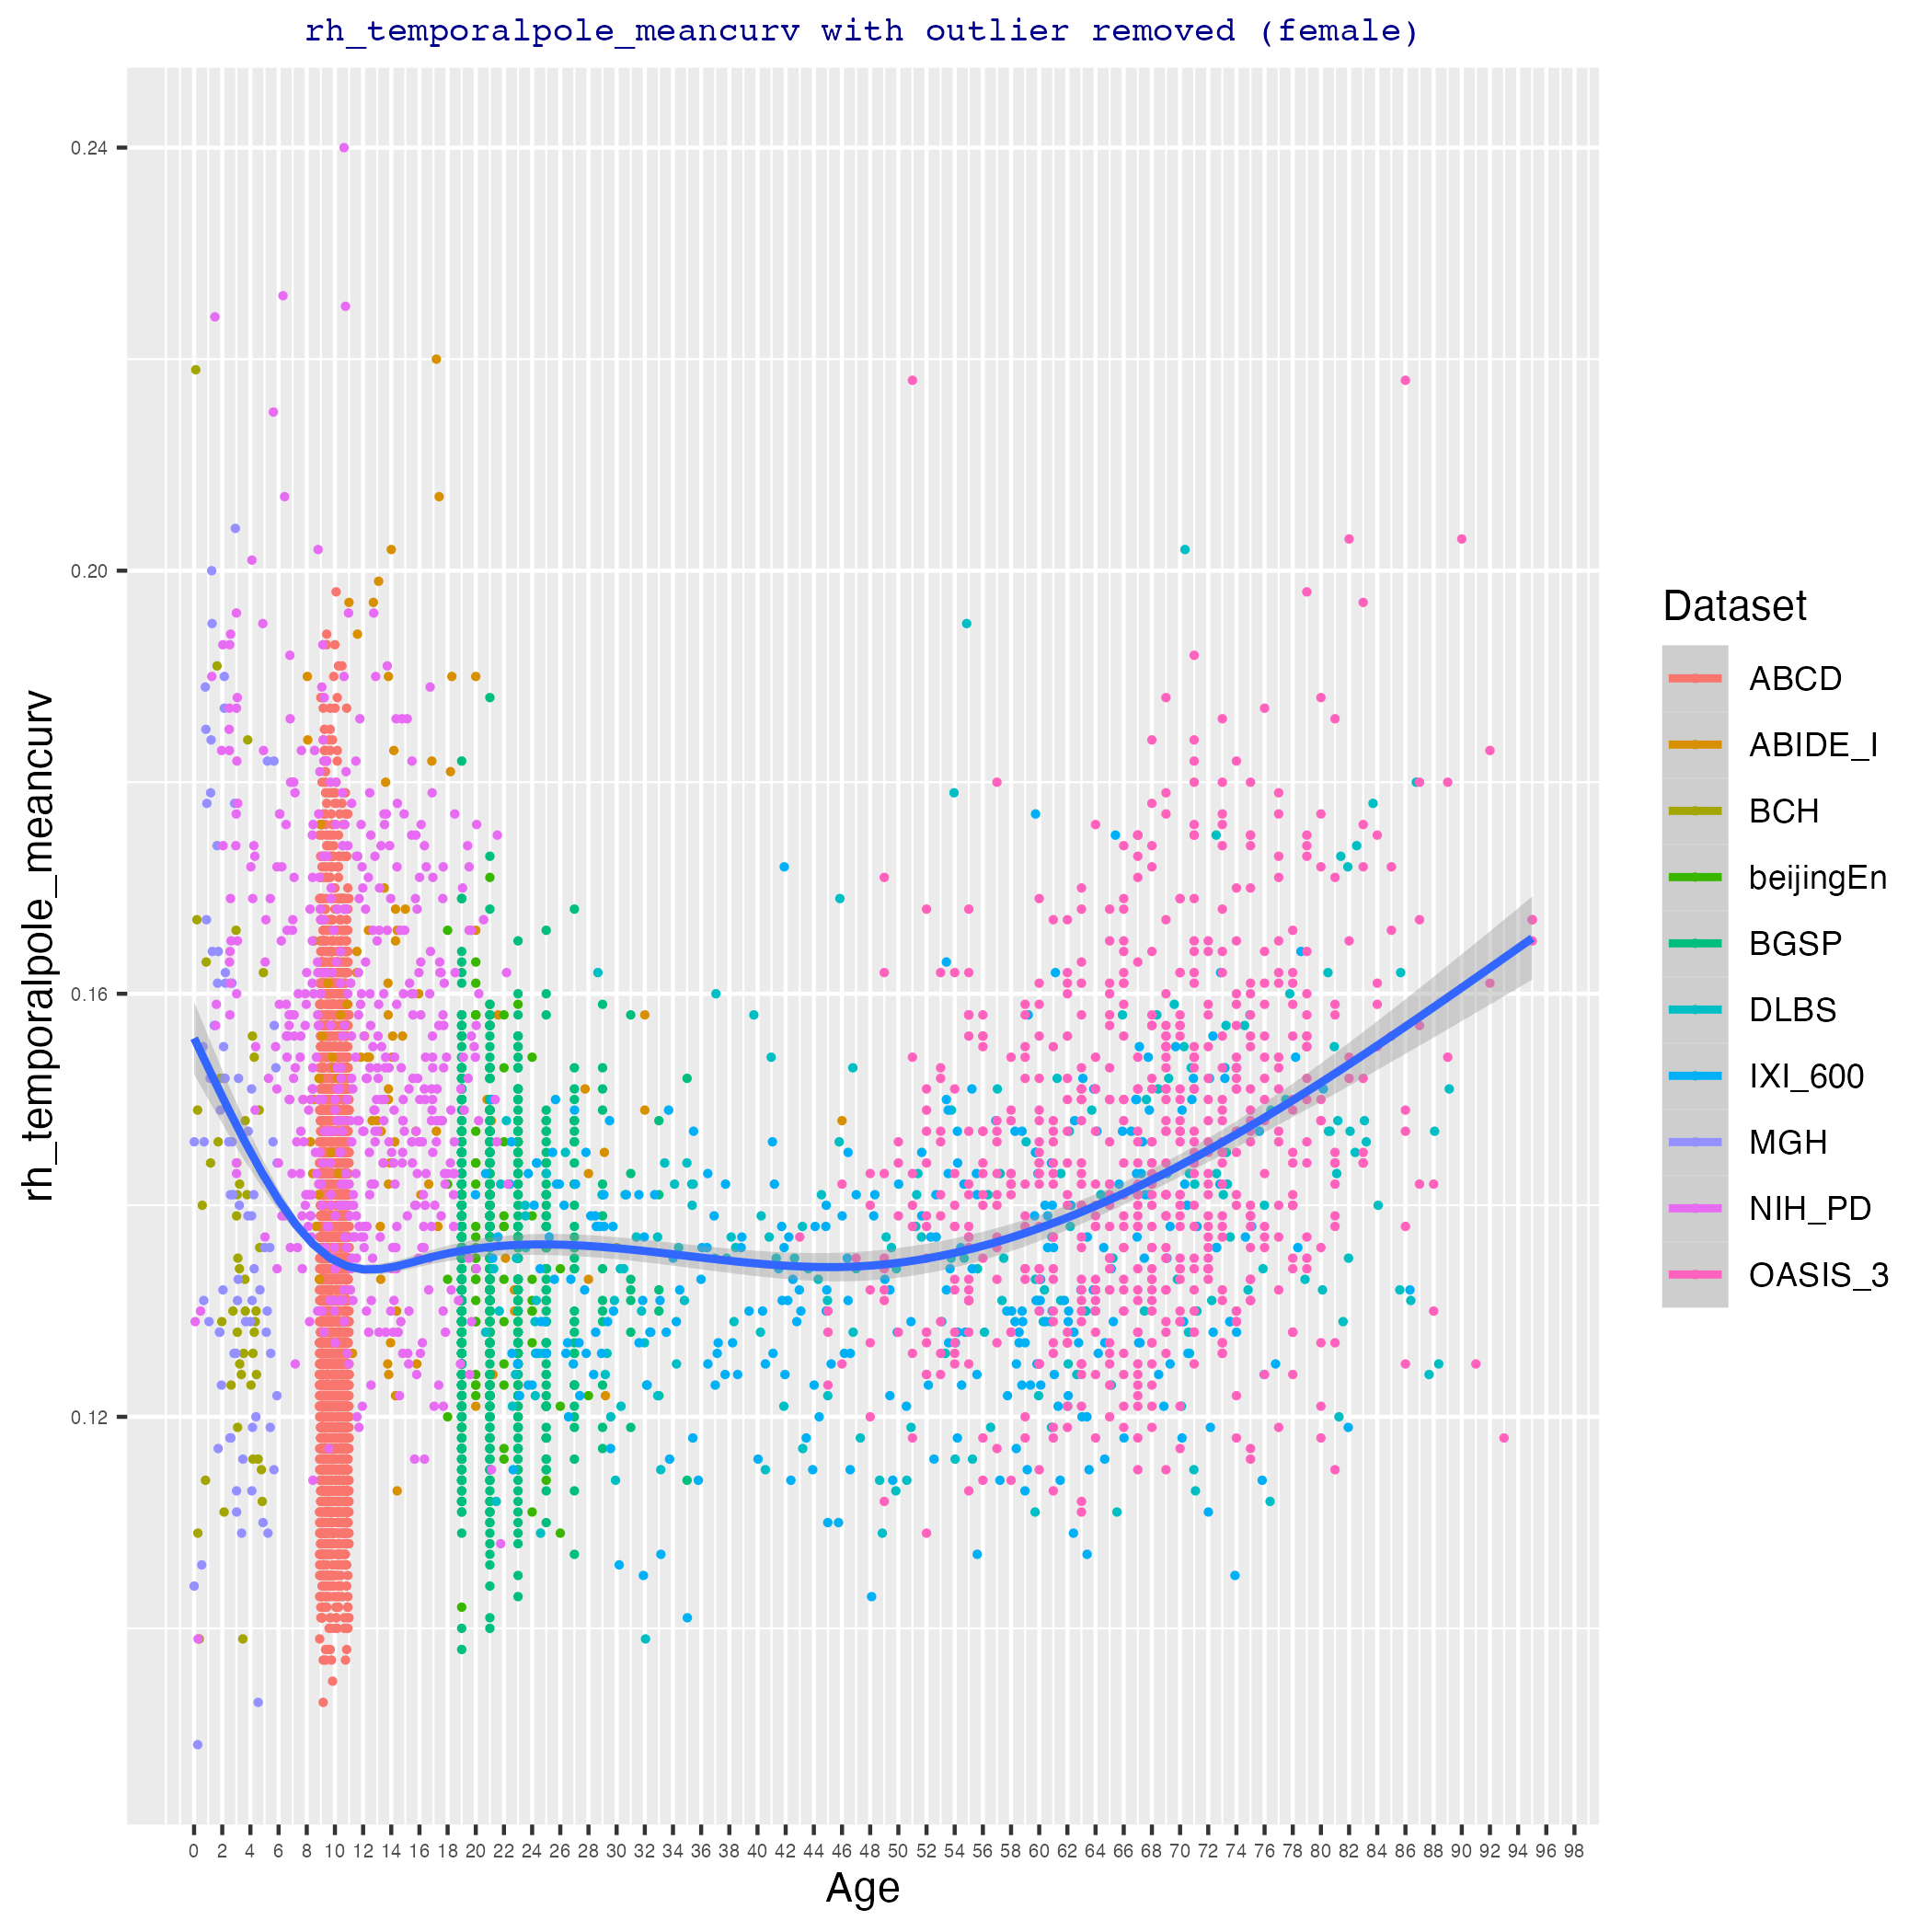 rh_temporalpole_meancurv with outlier removed (female)
rh_temporalpole_meancurv
0.24
0.20
0.16
0.12
0 2 4 6 8 10 12 14 16 18 20 22 24 26 28 30 32 34 36 38 40 42 44 46 48 50 52 54 56 58 60 62 64 66 68 70 72 74 76 78 80 82 84 86 88 90 92 94 96 98
Age
Dataset
ABCD
ABIDE_I
BCH
beijingEn
BGSP
DLBS
IXI_600
MGH
NIH_PD
OASIS_3